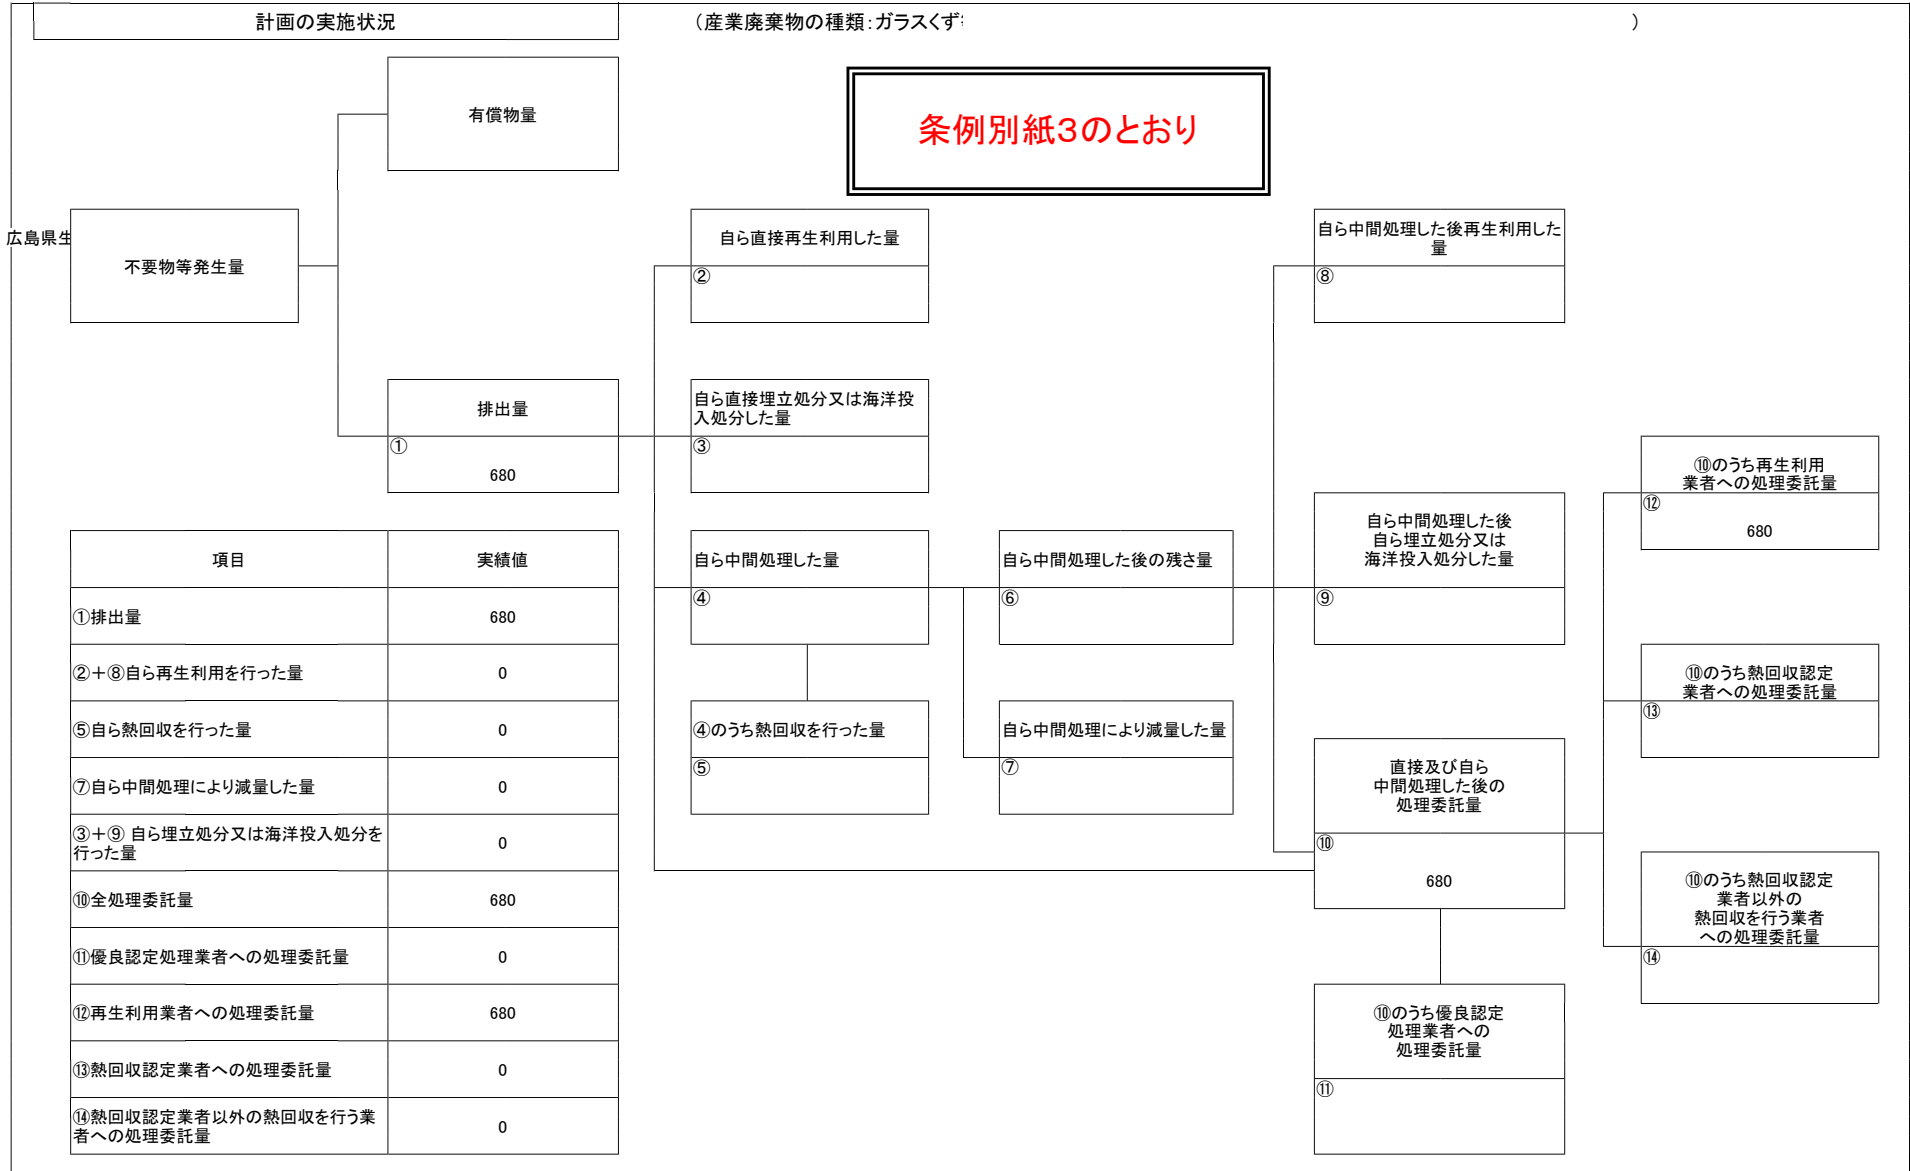 計画の実施状況
（産業廃棄物の種類：ガラスくず
）
有償物量
条例別紙３のとおり
広島県生
不要物等発生量
自ら直接再生利用した量
②
自ら中間処理した後再生利用した
量
⑧
排出量
①
680
自ら直接埋立処分又は海洋投
入処分した量
③
⑩のうち再生利用
業者への処理委託量
⑫
680
自ら中間処理した量
④
自ら中間処理した後の残さ量
⑥
自ら中間処理した後
自ら埋立処分又は
海洋投入処分した量
⑨
⑩のうち熱回収認定
業者への処理委託量
⑬
④のうち熱回収を行った量
⑤
自ら中間処理により減量した量
⑦
直接及び自ら
中間処理した後の
処理委託量
⑩
680
⑩のうち熱回収認定
業者以外の
熱回収を行う業者
への処理委託量
⑭
⑩のうち優良認定
処理業者への
処理委託量
⑪
項目 実績値
①排出量 680
②＋⑧自ら再生利用を行った量 0
⑤自ら熱回収を行った量 0
⑦自ら中間処理により減量した量 0
③＋⑨ 自ら埋立処分又は海洋投入処分を
行った量 0
⑩全処理委託量 680
⑪優良認定処理業者への処理委託量 0
⑫再生利用業者への処理委託量 680
⑬熱回収認定業者への処理委託量 0
⑭熱回収認定業者以外の熱回収を行う業
者への処理委託量 0